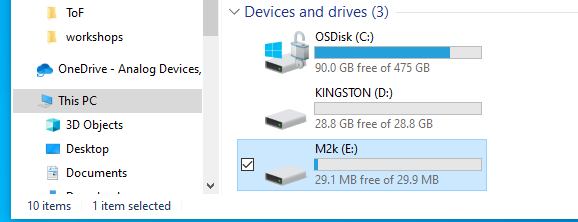 ToF
workshops
OneDrive - Analog Devices,
This PC
3D Objects
Desktop
Documents
Devices and drives (3)
OSDisk (C:)
90.0 GB free of 475 GB
KINGSTON (D:)
28.8 GB free of 28.8 GB
M2k (E:)
29.1 MB free of 29.9 MB
10 items
1 item selected